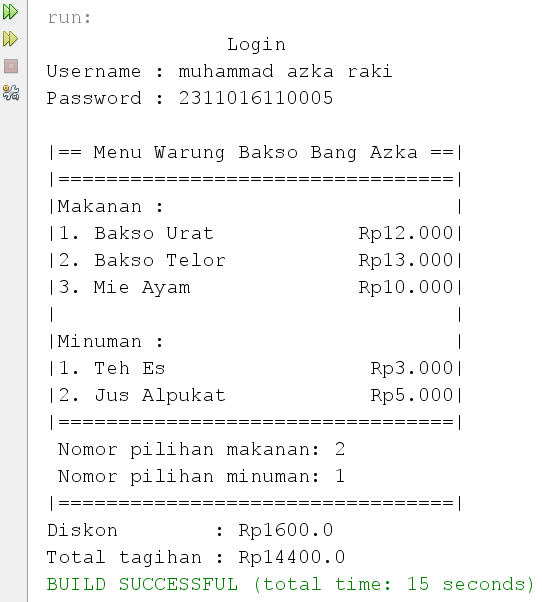 run:
Login
Username : muhammad azka raki
Password : 2311016110005
|== Menu Warung Bakso Bang Azka ==|
|=================================|
|Makanan :                        |
|1. Bakso Urat            Rp12.000|
|2. Bakso Telor           Rp13.000|
|3. Mie Ayam              Rp10.000|
|                                 |
|Minuman :                        |
|1. Teh Es                 Rp3.000|
|2. Jus Alpukat            Rp5.000|
|=================================|
Nomor pilihan makanan: 2
Nomor pilihan minuman: 1
|=================================|
Diskon        : Rp1600.0
Total tagihan : Rp14400.0
BUILD SUCCESSFUL (total time: 15 seconds)